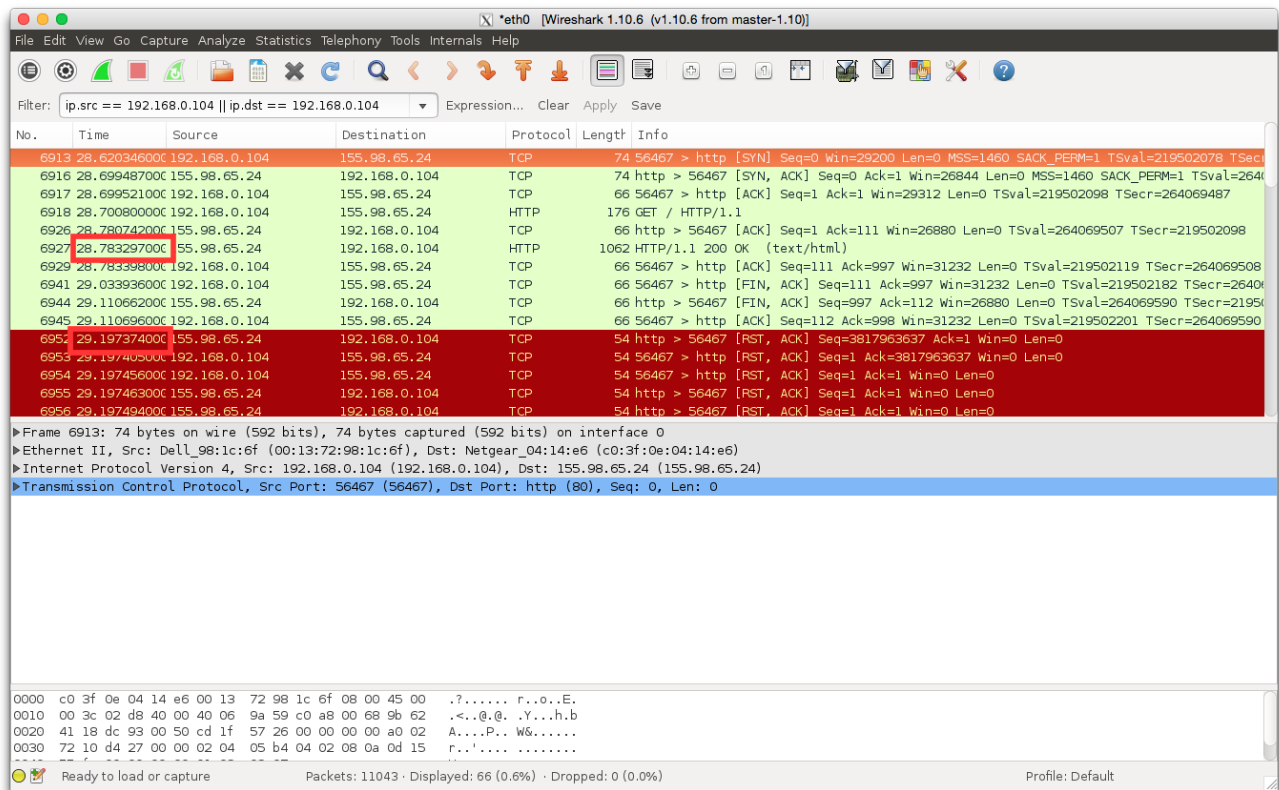 *eth0 [Wireshark 1.10.6 (v1.10.6 from master-1.10)]
File Edit View Go Capture Analyze Statistics Telephony Tools Internals Help
Filter: ip.src == 192.168.0.104 || ip.dst == 192.168.0.104 Expression... Clear Apply Save
No. Time Source Destination Protocol Length Info
6913 28.620346000 192.168.0.104 155.98.65.24 TCP 74 56467 > http [SYN] Seq=0 Win=29200 Len=0 MSS=1460 SACK_PERM=1 TSval=219502078
6916 28.699487000 155.98.65.24 192.168.0.104 TCP 74 http > 56467 [SYN, ACK] Seq=0 Ack=1 Win=26844 Len=0 MSS=1460 SACK_PERM=1
6917 28.699521000 192.168.0.104 155.98.65.24 TCP 66 56467 > http [ACK] Seq=1 Ack=1 Win=29312 Len=0 TSval=219502098 TSecr=264069487
6918 28.700800000 192.168.0.104 155.98.65.24 HTTP 176 GET / HTTP/1.1
6926 28.780742000 155.98.65.24 192.168.0.104 TCP 66 http > 56467 [ACK] Seq=1 Ack=111 Win=26880 Len=0 TSval=264069507 TSecr=219502098
6927 28.783297000 155.98.65.24 192.168.0.104 HTTP 1062 HTTP/1.1 200 OK (text/html)
6929 28.783398000 192.168.0.104 155.98.65.24 TCP 66 56467 > http [ACK] Seq=111 Ack=997 Win=31232 Len=0 TSval=219502119 TSecr=264069508
6941 29.033936000 192.168.0.104 155.98.65.24 TCP 66 56467 > http [FIN, ACK] Seq=111 Ack=997 Win=31232 Len=0 TSval=219502182
6944 29.110662000 155.98.65.24 192.168.0.104 TCP 66 http > 56467 [FIN, ACK] Seq=997 Ack=112 Win=26880 Len=0 TSval=264069590
6945 29.110696000 192.168.0.104 155.98.65.24 TCP 66 56467 > http [ACK] Seq=112 Ack=998 Win=31232 Len=0 TSval=219502201 TSecr=264069590
6952 29.197374000 155.98.65.24 192.168.0.104 TCP 54 http > 56467 [RST, ACK] Seq=3817963637 Ack=1 Win=0 Len=0
6953 29.197405000 192.168.0.104 155.98.65.24 TCP 54 56467 > http [RST, ACK] Seq=1 Ack=3817963637 Win=0 Len=0
6954 29.197456000 192.168.0.104 155.98.65.24 TCP 54 56467 > http [RST, ACK] Seq=1 Ack=1 Win=0 Len=0
6955 29.197463000 155.98.65.24 192.168.0.104 TCP 54 http > 56467 [RST, ACK] Seq=1 Ack=1 Win=0 Len=0
6956 29.197494000 155.98.65.24 192.168.0.104 TCP 54 http > 56467 [RST, ACK] Seq=1 Ack=1 Win=0 Len=0
Frame 6913: 74 bytes on wire (592 bits), 74 bytes captured (592 bits) on interface 0
Ethernet II, Src: Dell_98:1c:6f (00:13:72:98:1c:6f), Dst: Netgear_04:14:e6 (c0:3f:0e:04:14:e6)
Internet Protocol Version 4, Src: 192.168.0.104 (192.168.0.104), Dst: 155.98.65.24 (155.98.65.24)
Transmission Control Protocol, Src Port: 56467 (56467), Dst Port: http (80), Seq: 0, Len: 0
0000 c0 3f 0e 04 14 e6 00 13 72 98 1c 6f 08 00 45 00 .?...... r..o..E.
0010 00 3c 02 d8 40 00 40 06 9a 59 c0 a8 00 68 9b 62 .<..@.@. .Y...h.b
0020 41 18 dc 93 00 50 cd 1f 57 26 00 00 00 00 a0 02 A....P.. W&......
0030 72 10 d4 27 00 00 02 04 05 b4 04 02 08 0a 0d 15 r..'.... ........
Ready to load or capture Packets: 11043 · Displayed: 66 (0.6%) · Dropped: 0 (0.0%) Profile: Default